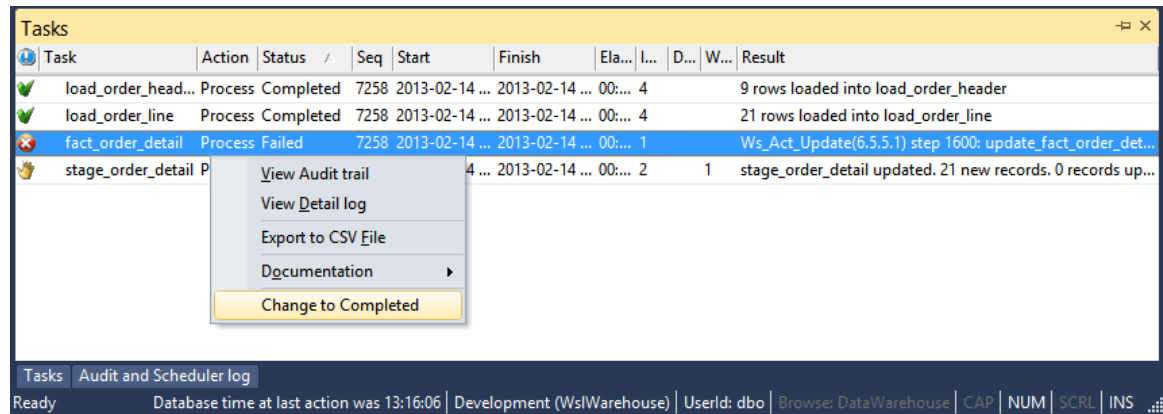 Tasks
Task Action Status Seq Start Finish Ela... I... D... W... Result
load_order_head... Process Completed 7258 2013-02-14 ... 2013-02-14 ... 00:... 4 9 rows loaded into load_order_header
load_order_line Process Completed 7258 2013-02-14 ... 2013-02-14 ... 00:... 4 21 rows loaded into load_order_line
fact_order_detail Process Failed 7258 2013-02-14 ... 2013-02-14 ... 00:... 1 Ws_Act_Update(6.5.5.1) step 1600: update_fact_order_det...
stage_order_detail P 4 ... 2013-02-14 ... 00:... 2 1 stage_order_detail updated. 21 new records. 0 records up...
View Audit trail
View Detail log
Export to CSV File
Documentation
Change to Completed
Tasks Audit and Scheduler log
Ready Database time at last action was 13:16:06 Development (WslWarehouse) UserId: dbo Browse: DataWarehouse CAP NUM SCRL INS